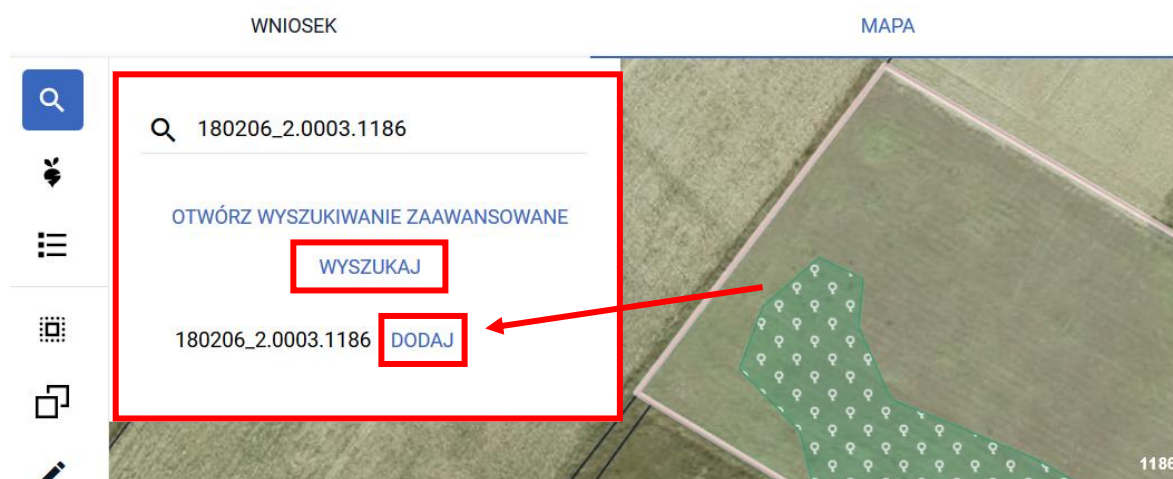 WNIOSEK
MAPA
180206_2.0003.1186
OTWÓRZ WYSZUKIWANIE ZAAWANSOWANE
WYSZUKAJ
180206_2.0003.1186 DODAJ
1186